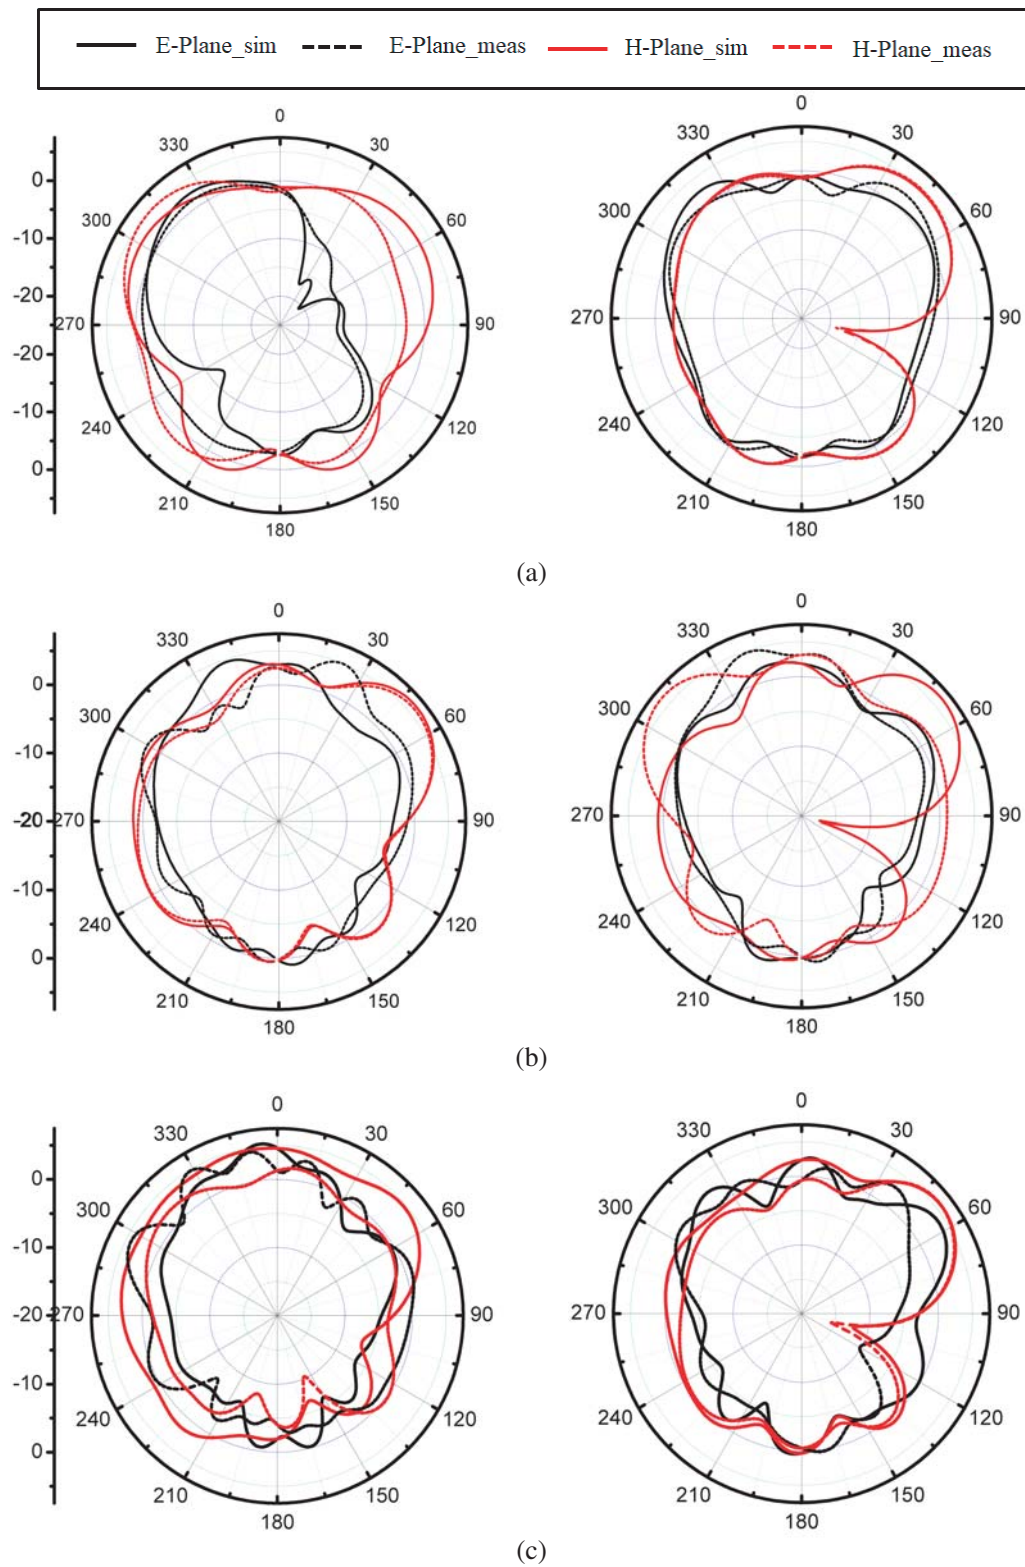 E-Plane_sim E-Plane_meas H-Plane_sim H-Plane_meas
0 0
330 30 330 30
0
300 60 300 60
-10
-20
270 90 270 90
-20
-10
240 120 240 120
0
210 150 210 150
180 180
(a)
0 0
330 30 330 30
0
300 60 300 60
-10
-20 270 90 270 90
-10
240 120 240 120
0
210 150 210 150
180 180
(b)
0 0
330 30 330 30
0
300 60 300 60
-10
-20 270 90 270 90
-10
240 120 240 120
0
210 150 210 150
180 180
(c)